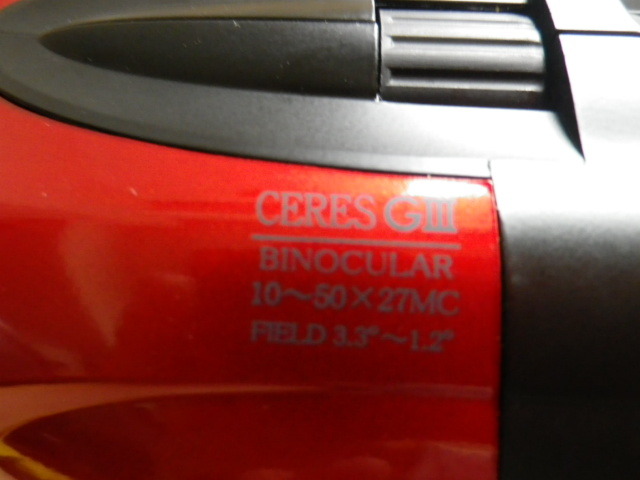 CERES GIII
BINOCULAR
10～50×27MC
FIELD 3.3°～1.2°